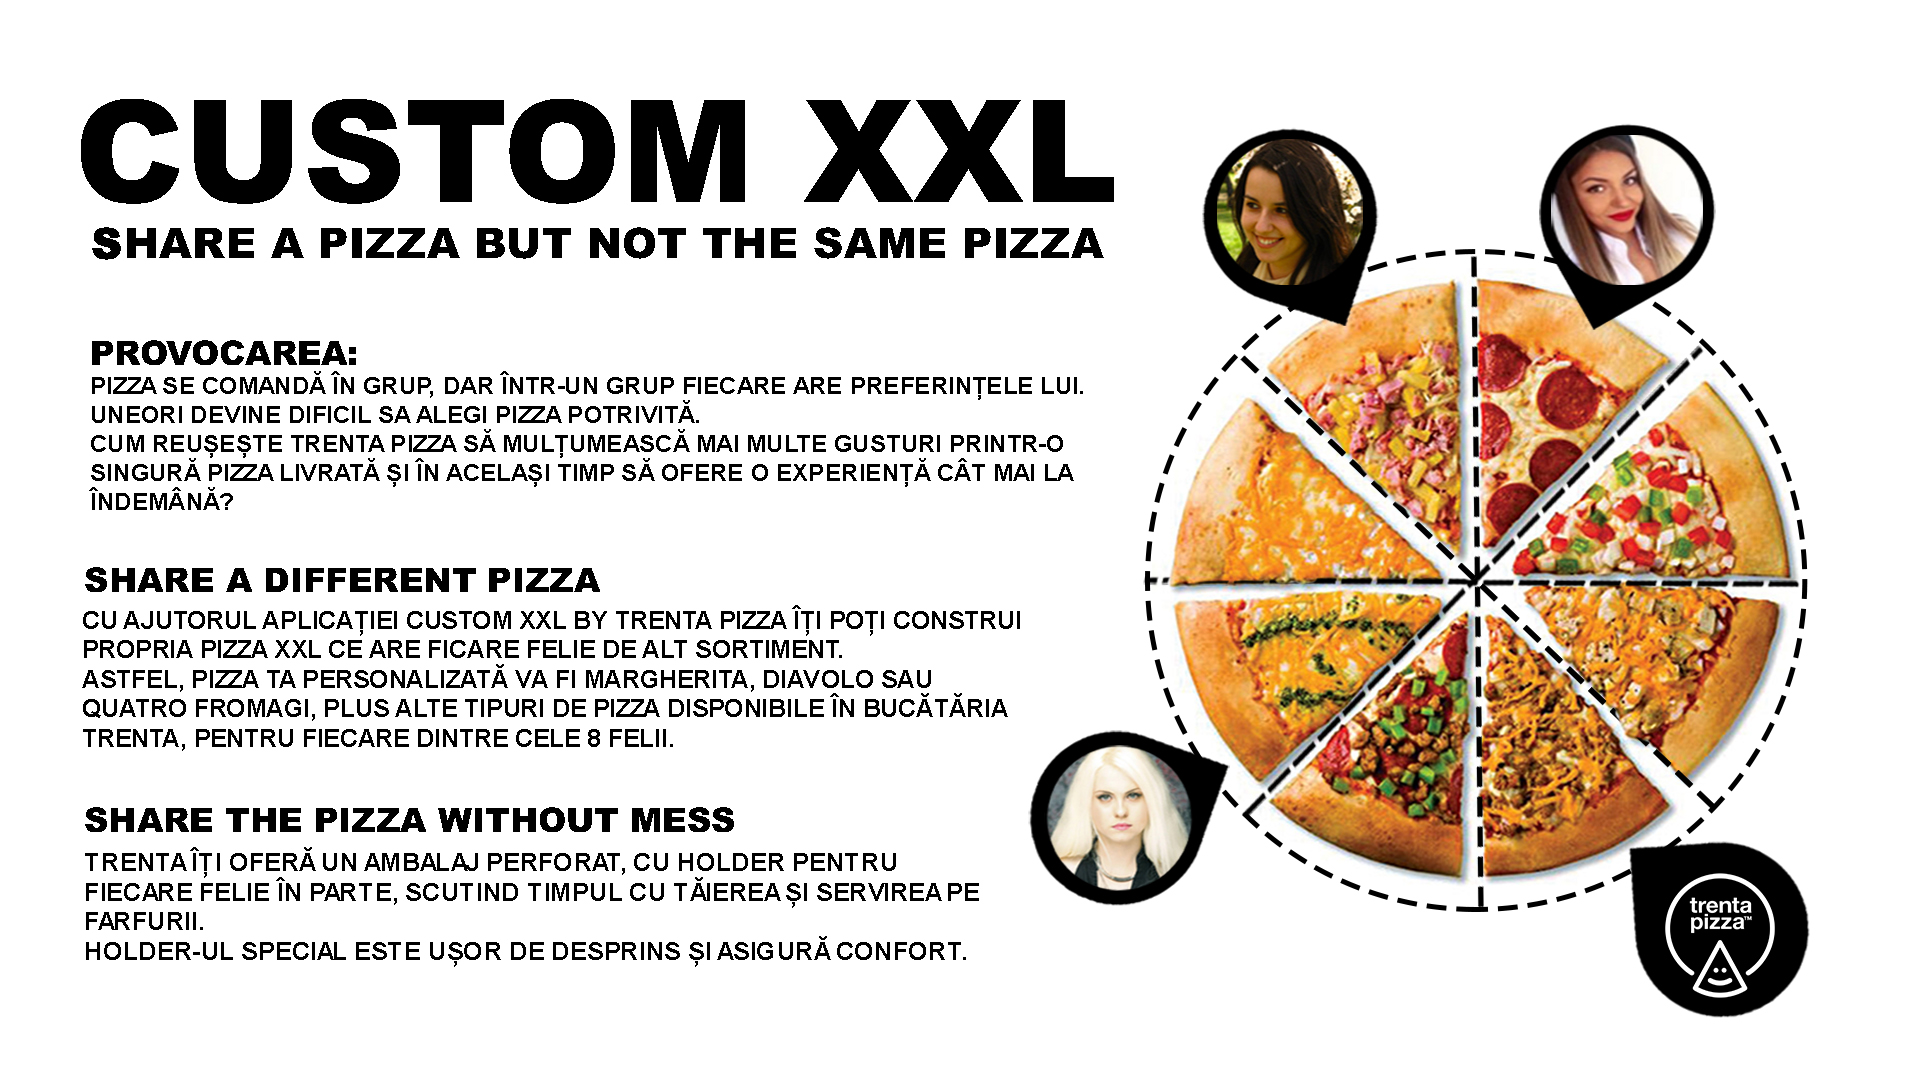 CUSTOM XXL
SHARE A PIZZA BUT NOT THE SAME PIZZA
PROVOCAREA:
PIZZA SE COMANDĂ ÎN GRUP, DAR ÎNTR-UN GRUP FIECARE ARE PREFERINȚELE LUI.
UNEORI DEVINE DIFICIL SA ALEGI PIZZA POTRIVITĂ.
CUM REUȘEȘTE TRENTA PIZZA SĂ MULȚUMEASCĂ MAI MULTE GUSTURI PRINTR-O
SINGURĂ PIZZA LIVRATĂ ȘI ÎN ACELAȘI TIMP SĂ OFERE O EXPERIENȚĂ CÂT MAI LA
ÎNDEMÂNĂ?
SHARE A DIFFERENT PIZZA
CU AJUTORUL APLICAȚIEI CUSTOM XXL BY TRENTA PIZZA ÎȚI POȚI CONSTRUI
PROPRIA PIZZA XXL CE ARE FICARE FELIE DE ALT SORTIMENT.
ASTFEL, PIZZA TA PERSONALIZATĂ VA FI MARGHERITA, DIAVOLO SAU
QUATRO FROMAGI, PLUS ALTE TIPURI DE PIZZA DISPONIBILE ÎN BUCĂTĂRIA
TRENTA, PENTRU FIECARE DINTRE CELE 8 FELII.
SHARE THE PIZZA WITHOUT MESS
TRENTA ÎȚI OFERĂ UN AMBALAJ PERFORAT, CU HOLDER PENTRU
FIECARE FELIE ÎN PARTE, SCUTIND TIMPUL CU TĂIEREA ȘI SERVIREA PE
FARFURII.
HOLDER-UL SPECIAL ESTE UȘOR DE DESPRINS ȘI ASIGURĂ CONFORT.
trenta
pizza™